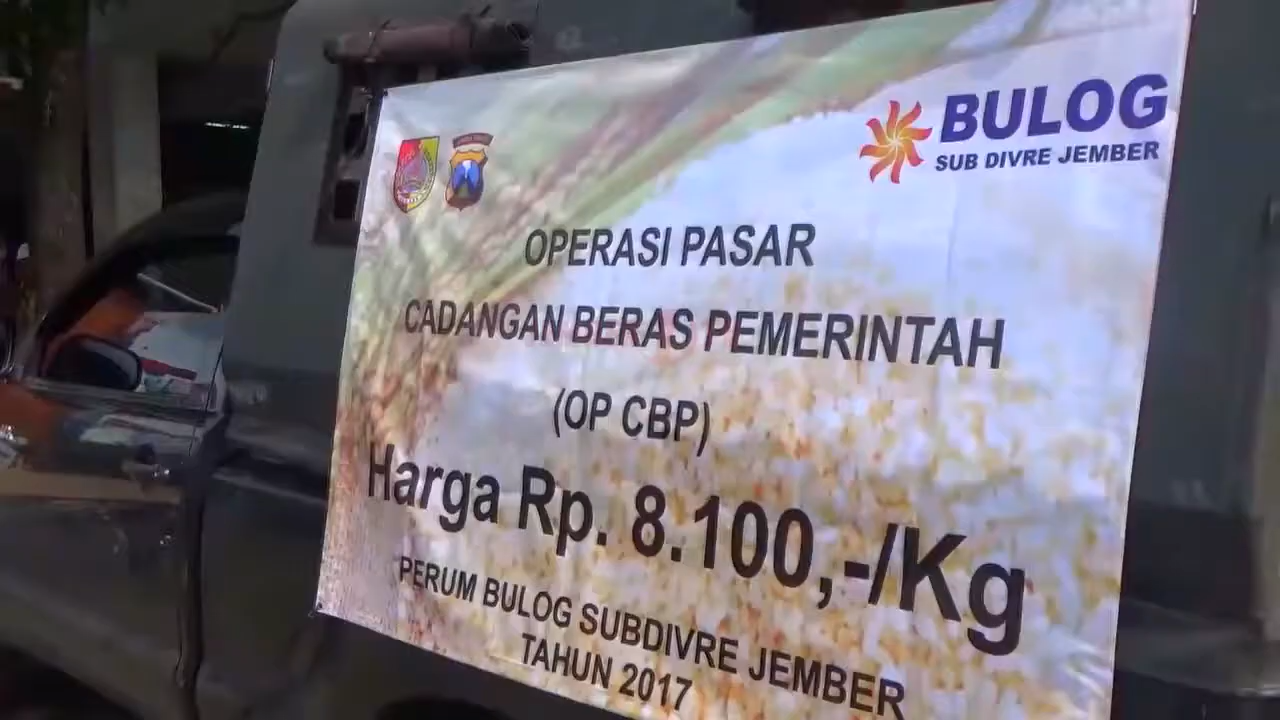 BULOG
SUB DIVRE JEMBER
OPERASI PASAR
CADANGAN BERAS PEMERINTAH
(OP CBP)
Harga Rp. 8.100,-/Kg
PERUM BULOG SUBDIVRE JEMBER
TAHUN 2017